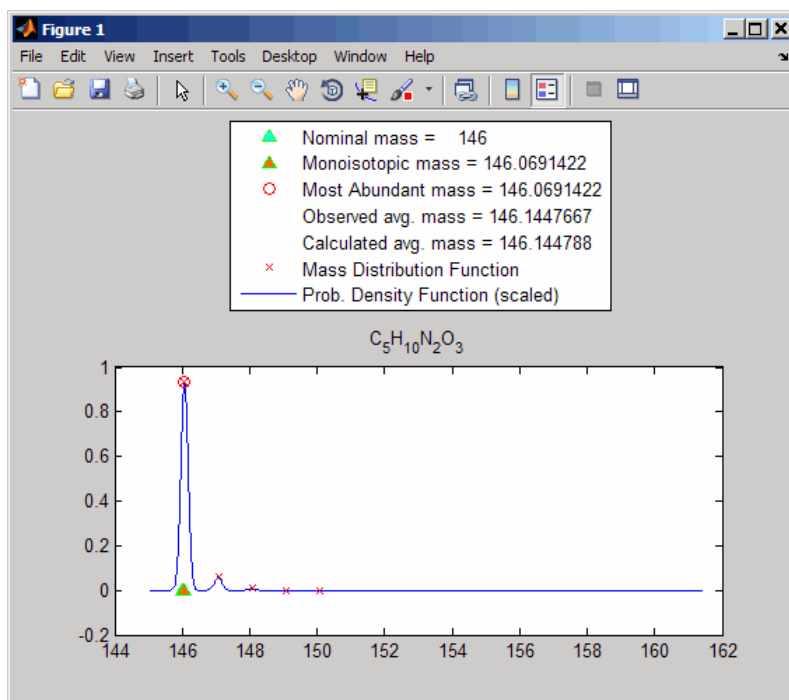 Figure 1
File Edit View Insert Tools Desktop Window Help
Nominal mass = 146
Monoisotopic mass = 146.0691422
Most Abundant mass = 146.0691422
Observed avg. mass = 146.1447667
Calculated avg. mass = 146.144788
Mass Distribution Function
Prob. Density Function (scaled)
C₅H₁₀N₂O₃
1
0.8
0.6
0.4
0.2
0
-0.2
144 146 148 150 152 154 156 158 160 162